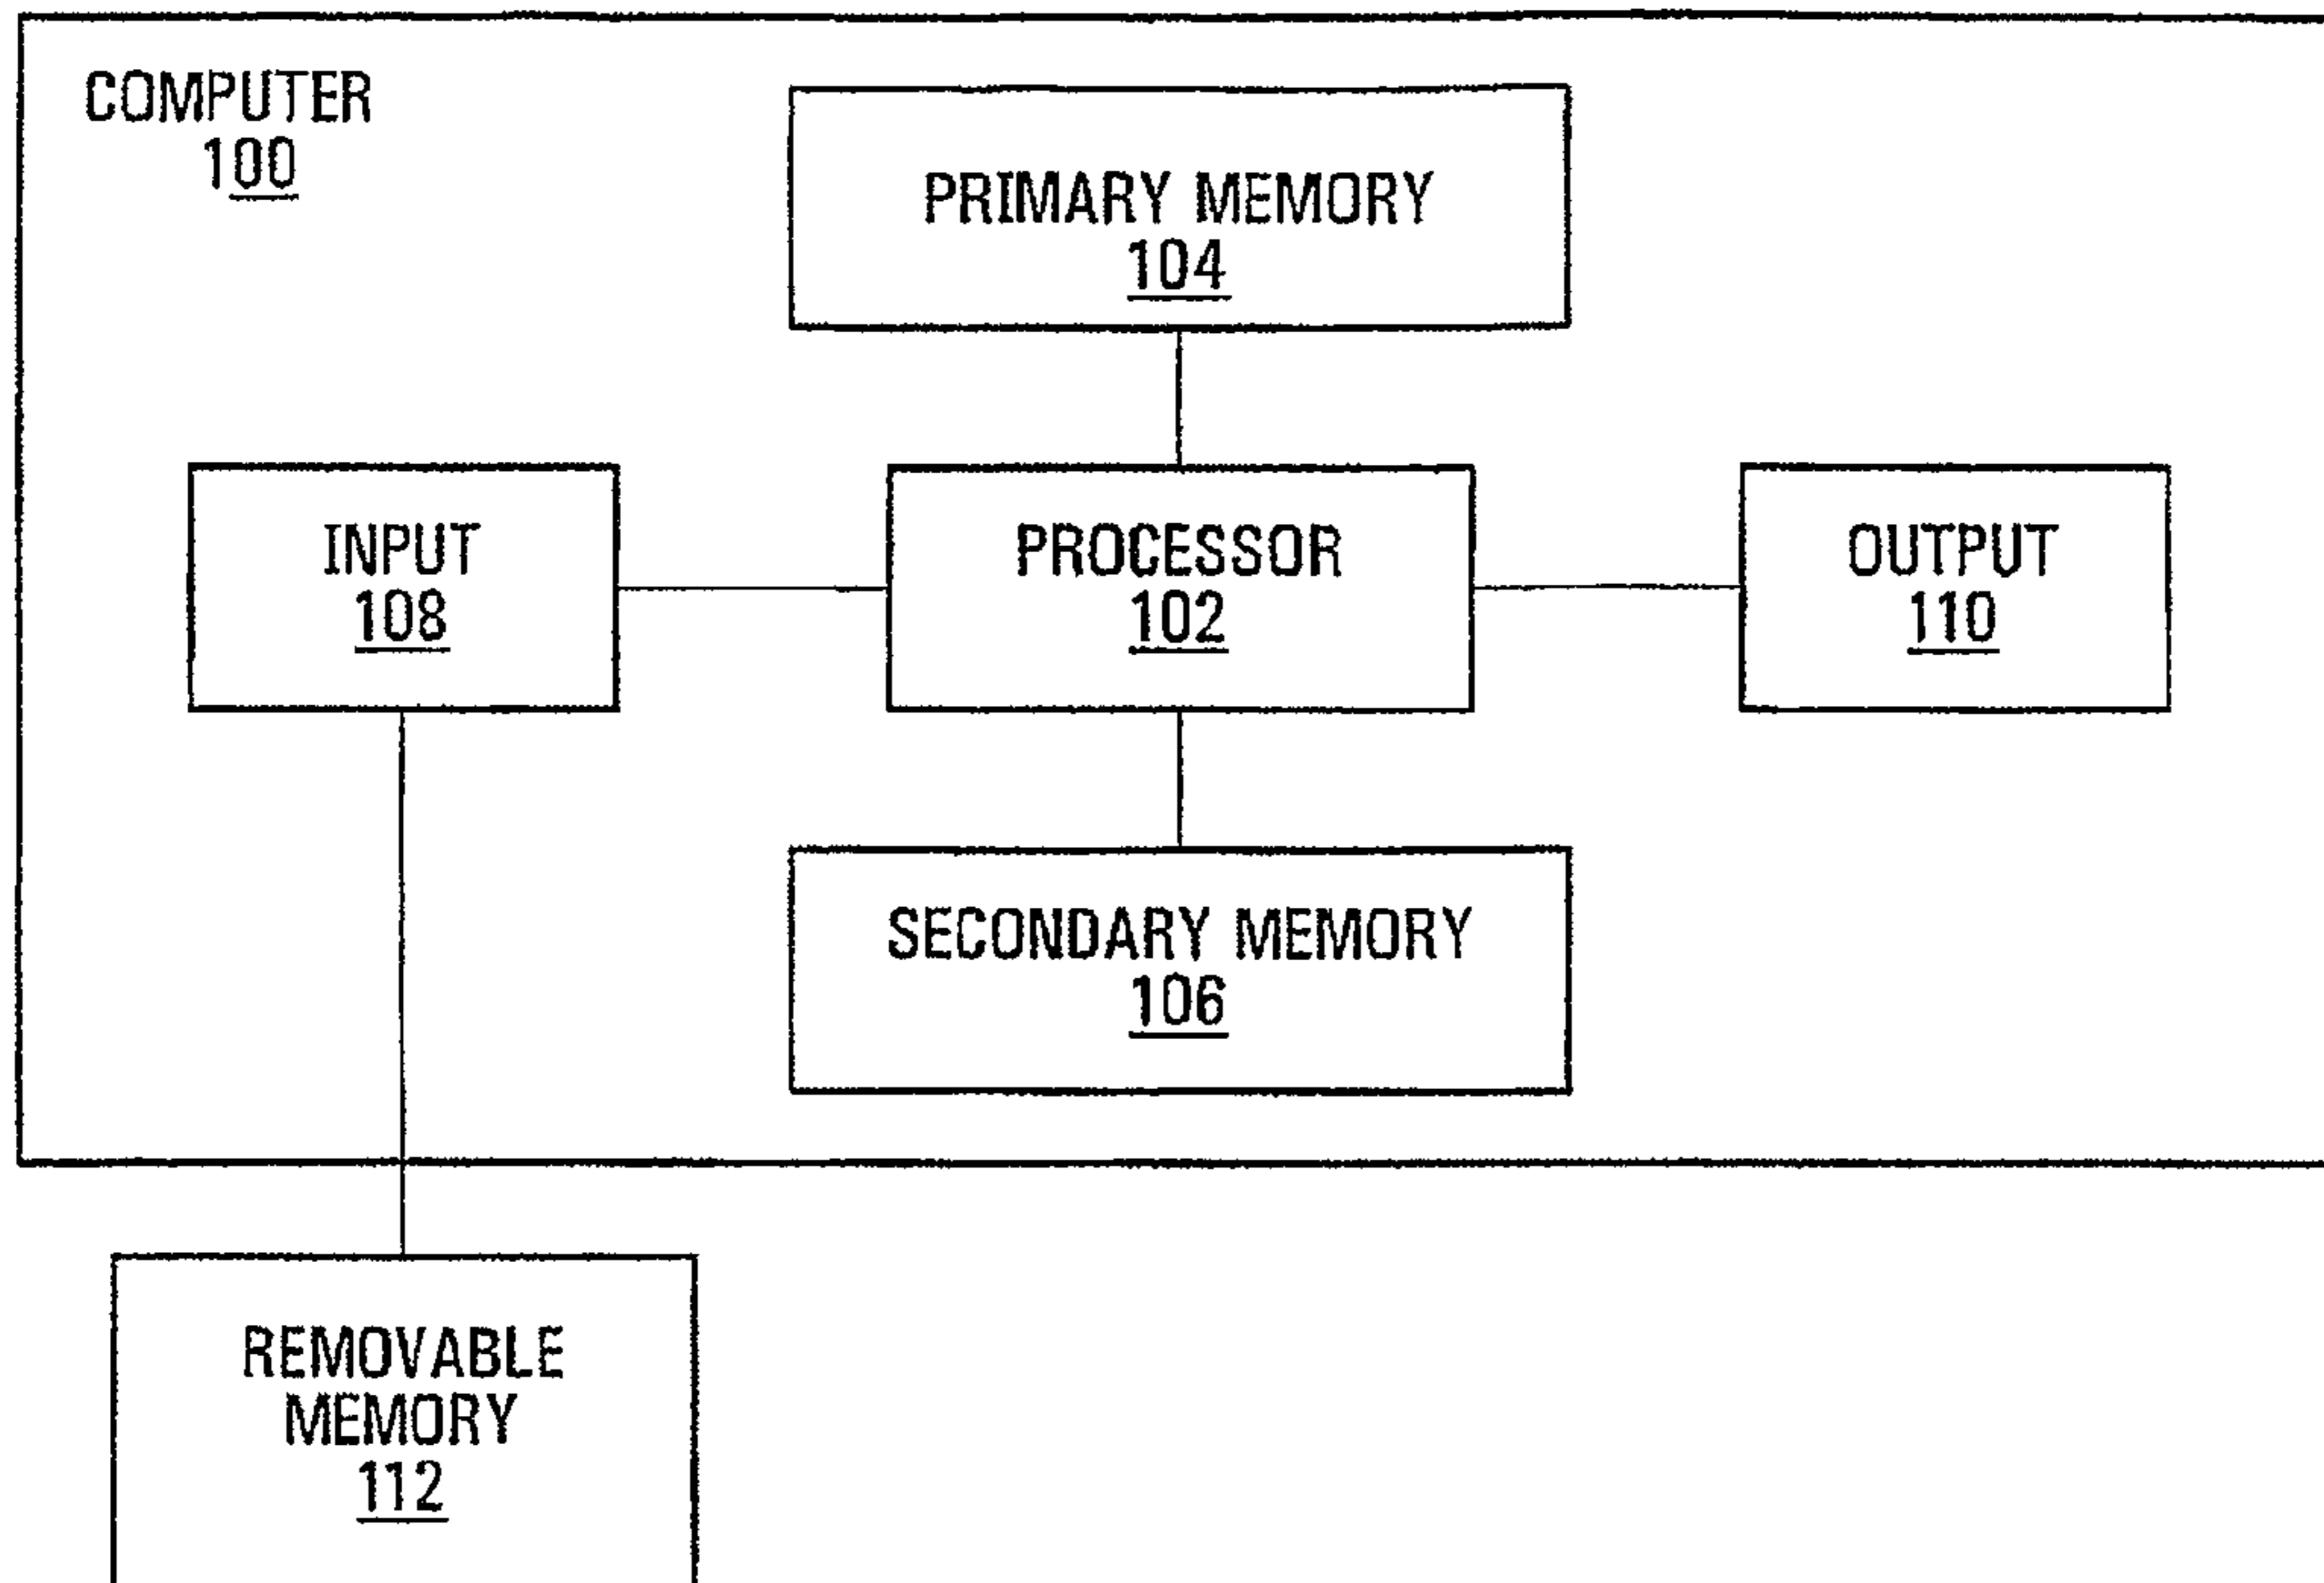 COMPUTER
100
PRIMARY MEMORY
104
INPUT
108
PROCESSOR
102
OUTPUT
110
SECONDARY MEMORY
106
REMOVABLE
MEMORY
112